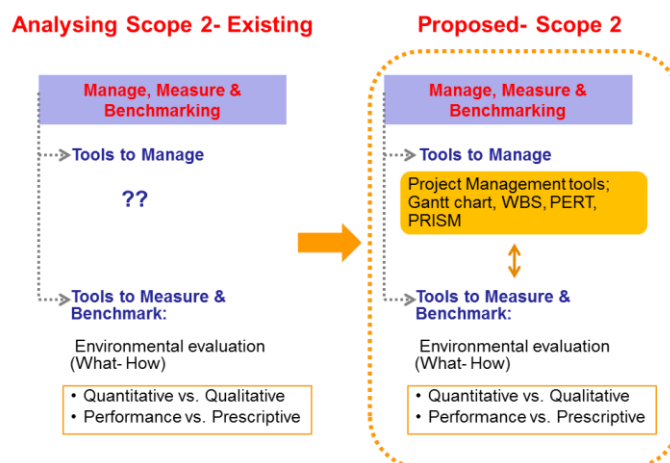 Analysing Scope 2- Existing
Manage, Measure &
Benchmarking
Tools to Manage
??
Tools to Measure &
Benchmark:
Environmental evaluation
(What- How)
• Quantitative vs. Qualitative
• Performance vs. Prescriptive
Proposed- Scope 2
Manage, Measure &
Benchmarking
Tools to Manage
Project Management tools;
Gantt chart, WBS, PERT,
PRISM
Tools to Measure &
Benchmark:
Environmental evaluation
(What- How)
• Quantitative vs. Qualitative
• Performance vs. Prescriptive